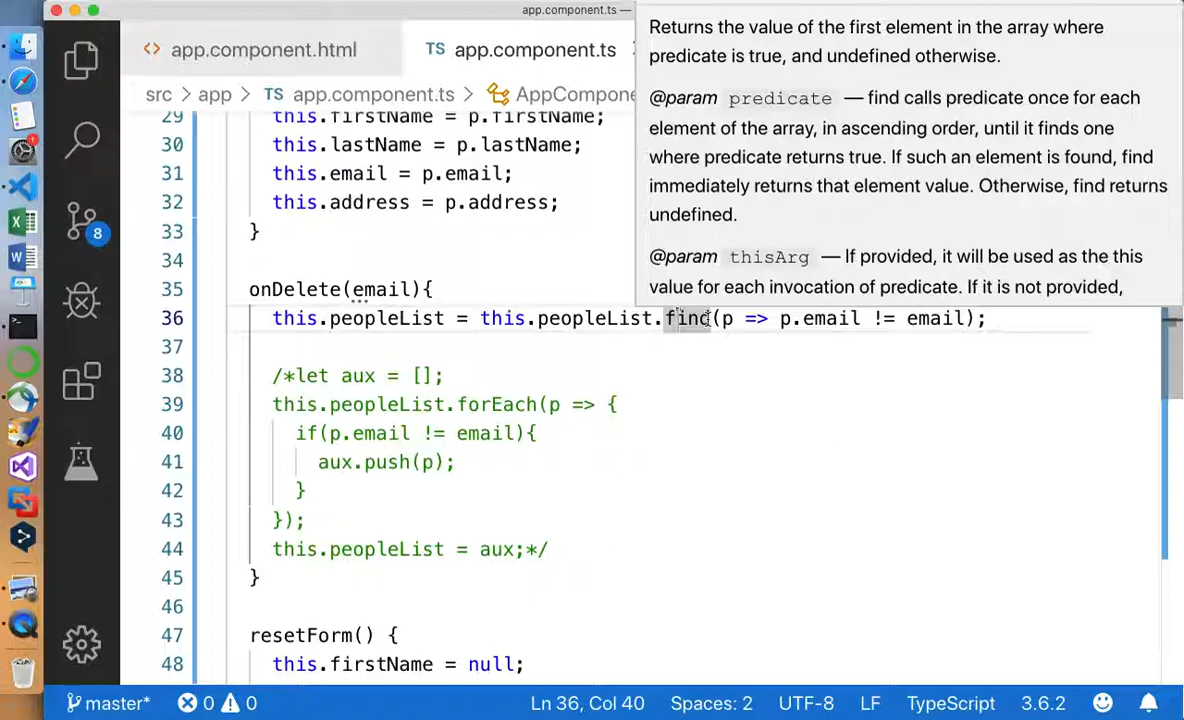 app.component.ts —
app.component.html
TS app.component.ts
src > app > TS app.component.ts > AppCompone
Returns the value of the first element in the array where
predicate is true, and undefined otherwise.
@param predicate — find calls predicate once for each
element of the array, in ascending order, until it finds one
where predicate returns true. If such an element is found, find
immediately returns that element value. Otherwise, find returns
undefined.
@param thisArg — If provided, it will be used as the this
value for each invocation of predicate. If it is not provided,
29 this.firstName = p.firstName;
30 this.lastName = p.lastName;
31 this.email = p.email;
32 this.address = p.address;
33 }
34
35 onDelete(email){
36 this.peopleList = this.peopleList.find(p => p.email != email);
37
38 /*let aux = [];
39 this.peopleList.forEach(p => {
40 if(p.email != email){
41 aux.push(p);
42 }
43 });
44 this.peopleList = aux;*/
45 }
46
47 resetForm() {
48 this.firstName = null;
8
master* 0 0 Ln 36, Col 40 Spaces: 2 UTF-8 LF TypeScript 3.6.2